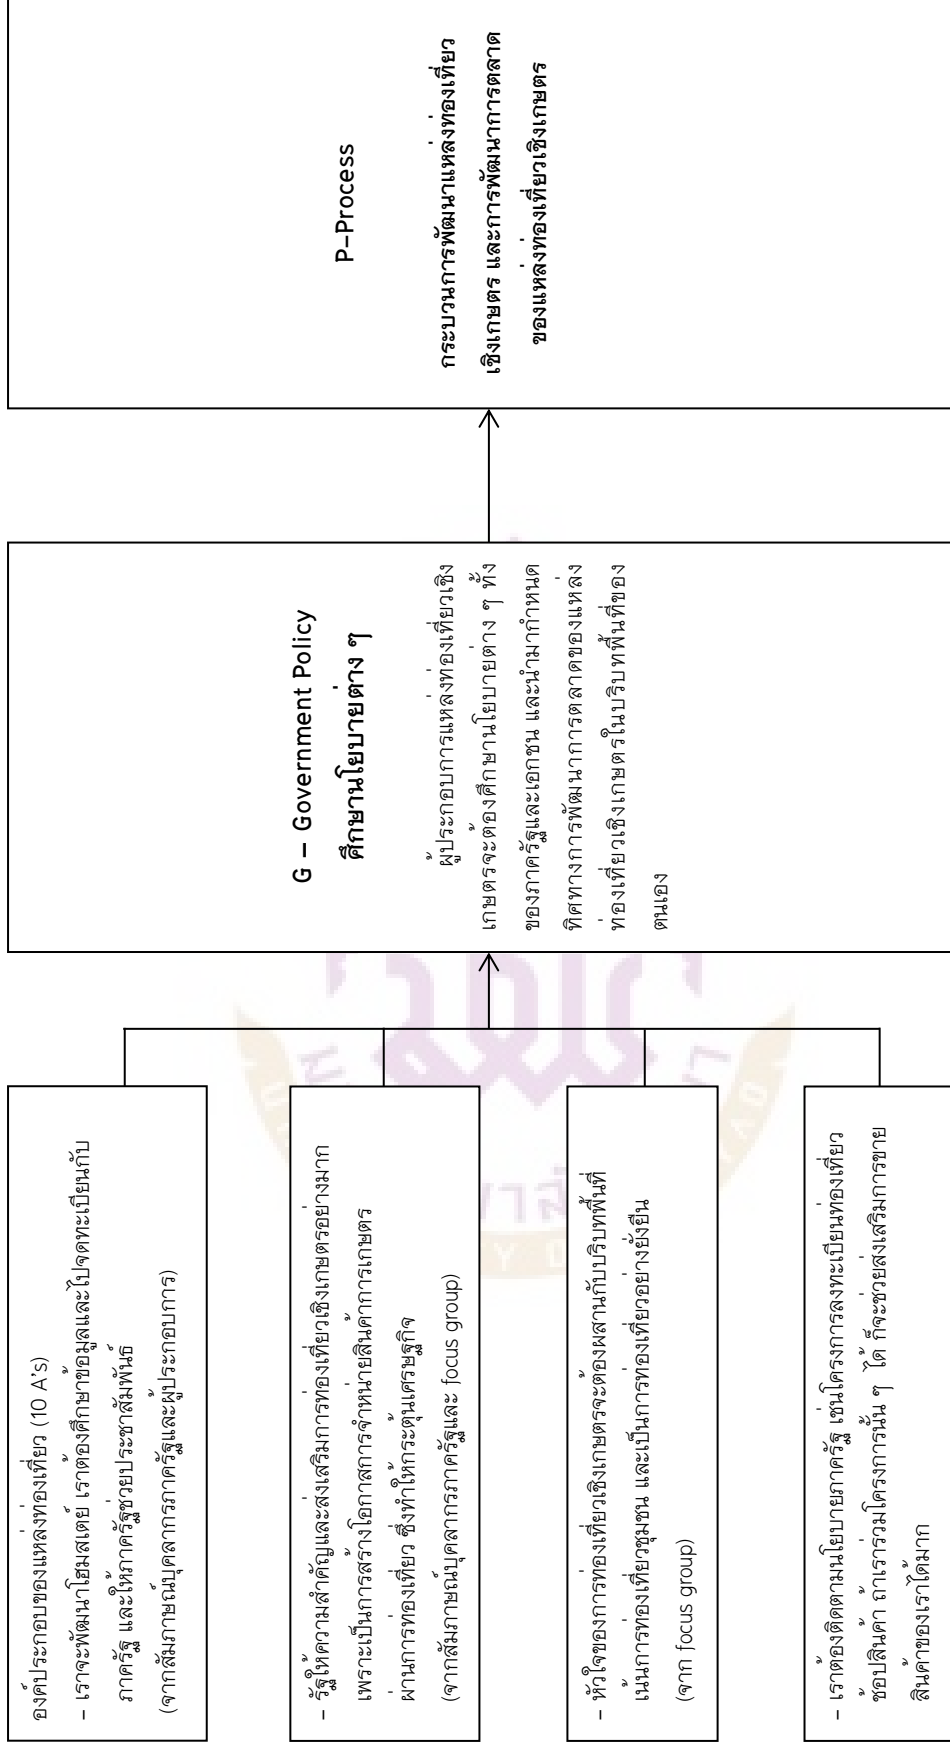 องค์ประกอบของแหล่งท่องเที่ยว (10 A's)
– เราจะพัฒนาโฮมสเตย์ เราต้องศึกษาข้อมูลและไปจดทะเบียนกับ
ภาครัฐ และให้ภาครัฐช่วยประชาสัมพันธ์
(จากสัมภาษณ์บุคลากรภาครัฐและผู้ประกอบการ)
– รัฐให้ความสำคัญและส่งเสริมการท่องเที่ยวเชิงเกษตรอย่างมาก
เพราะเป็นการสร้างโอกาสการจำหน่ายสินค้าการเกษตร
ผ่านการท่องเที่ยว ซึ่งทำให้กระตุ้นเศรษฐกิจ
(จากสัมภาษณ์บุคลากรภาครัฐและ focus group)
– หัวใจของการท่องเที่ยวเชิงเกษตรจะต้องผสานกับบริบทพื้นที่
เน้นการท่องเที่ยวชุมชน และเป็นการท่องเที่ยวอย่างยั่งยืน
(จาก focus group)
– เราต้องติดตามนโยบายภาครัฐ เช่นโครงการลงทะเบียนท่องเที่ยว
ช้อปสินค้า ถ้าเราร่วมโครงการนั้น ๆ ได้ ก็จะช่วยส่งเสริมการขาย
สินค้าของเราได้มาก
G – Government Policy
ศึกษานโยบายต่าง ๆ
ผู้ประกอบการแหล่งท่องเที่ยวเชิง
เกษตรจะต้องศึกษานโยบายต่าง ๆ ทั้ง
ของภาครัฐและเอกชน และนำมากำหนด
ทิศทางการพัฒนาการตลาดของแหล่ง
ท่องเที่ยวเชิงเกษตรในบริบทพื้นที่ของ
ตนเอง
P–Process
กระบวนการพัฒนาแหล่งท่องเที่ยว
เชิงเกษตร และการพัฒนาการตลาด
ของแหล่งท่องเที่ยวเชิงเกษตร